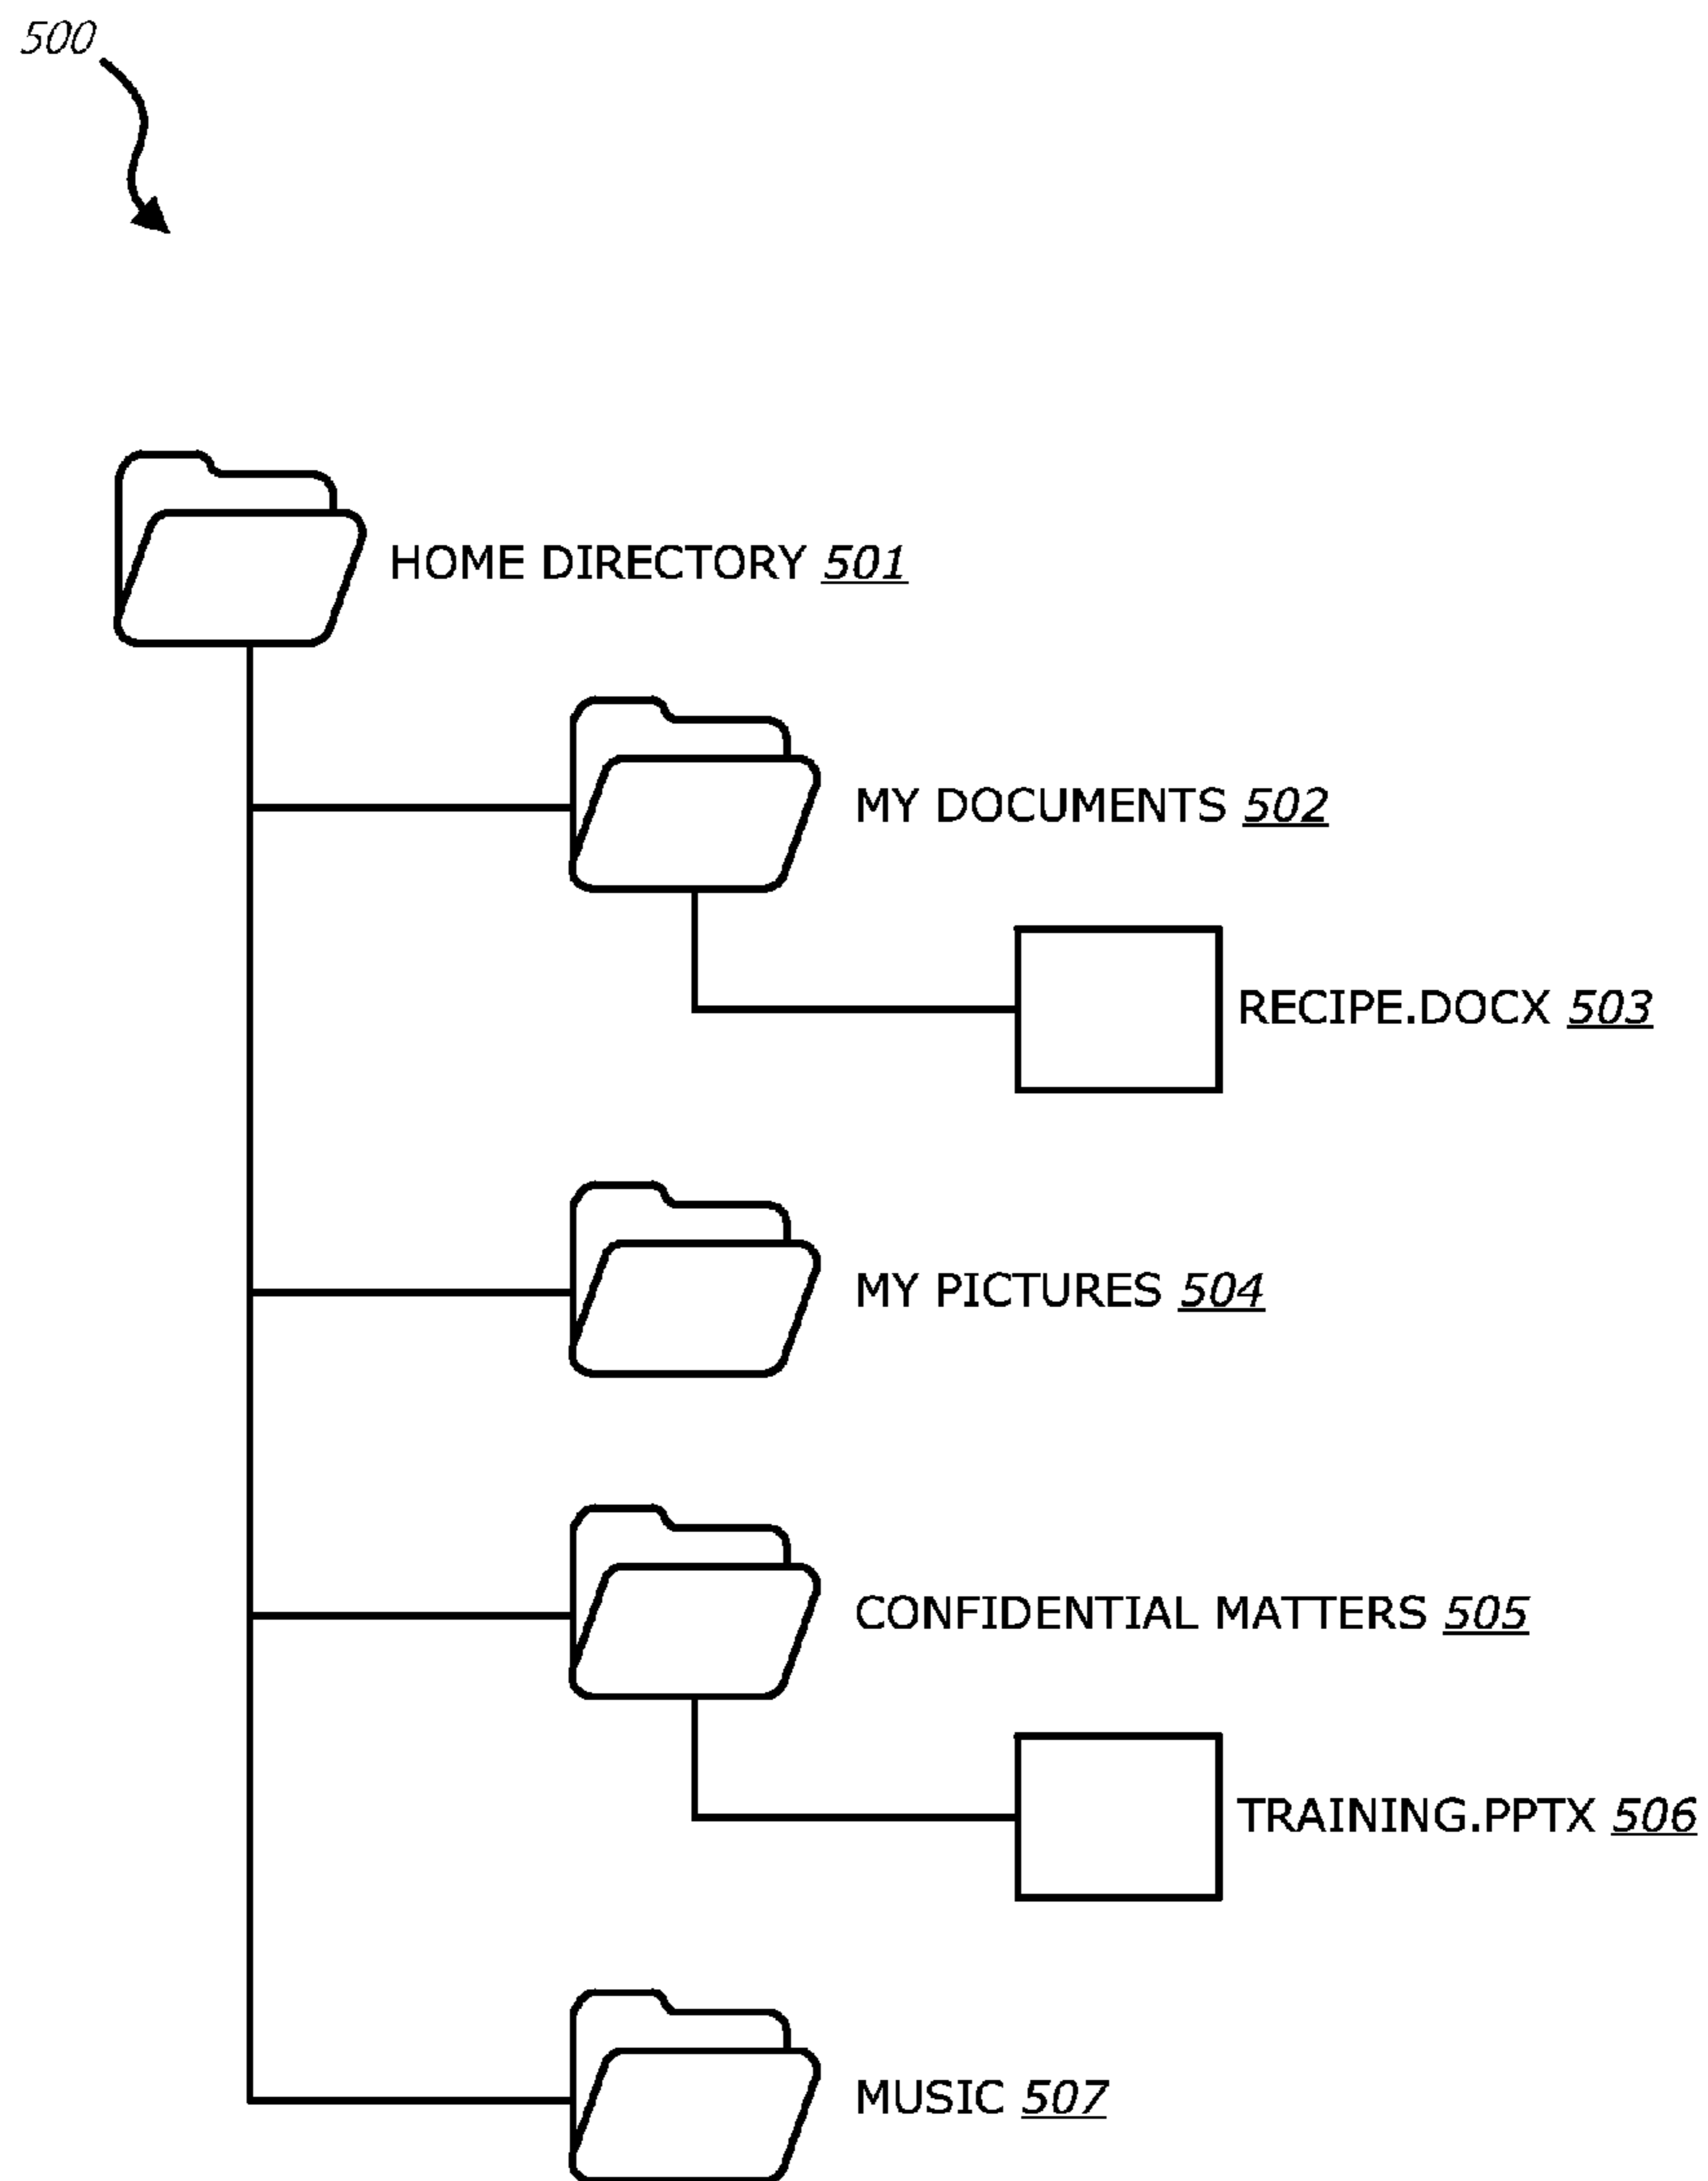 500
HOME DIRECTORY 501
MY DOCUMENTS 502
RECIPE.DOCX 503
MY PICTURES 504
CONFIDENTIAL MATTERS 505
TRAINING.PPTX 506
MUSIC 507